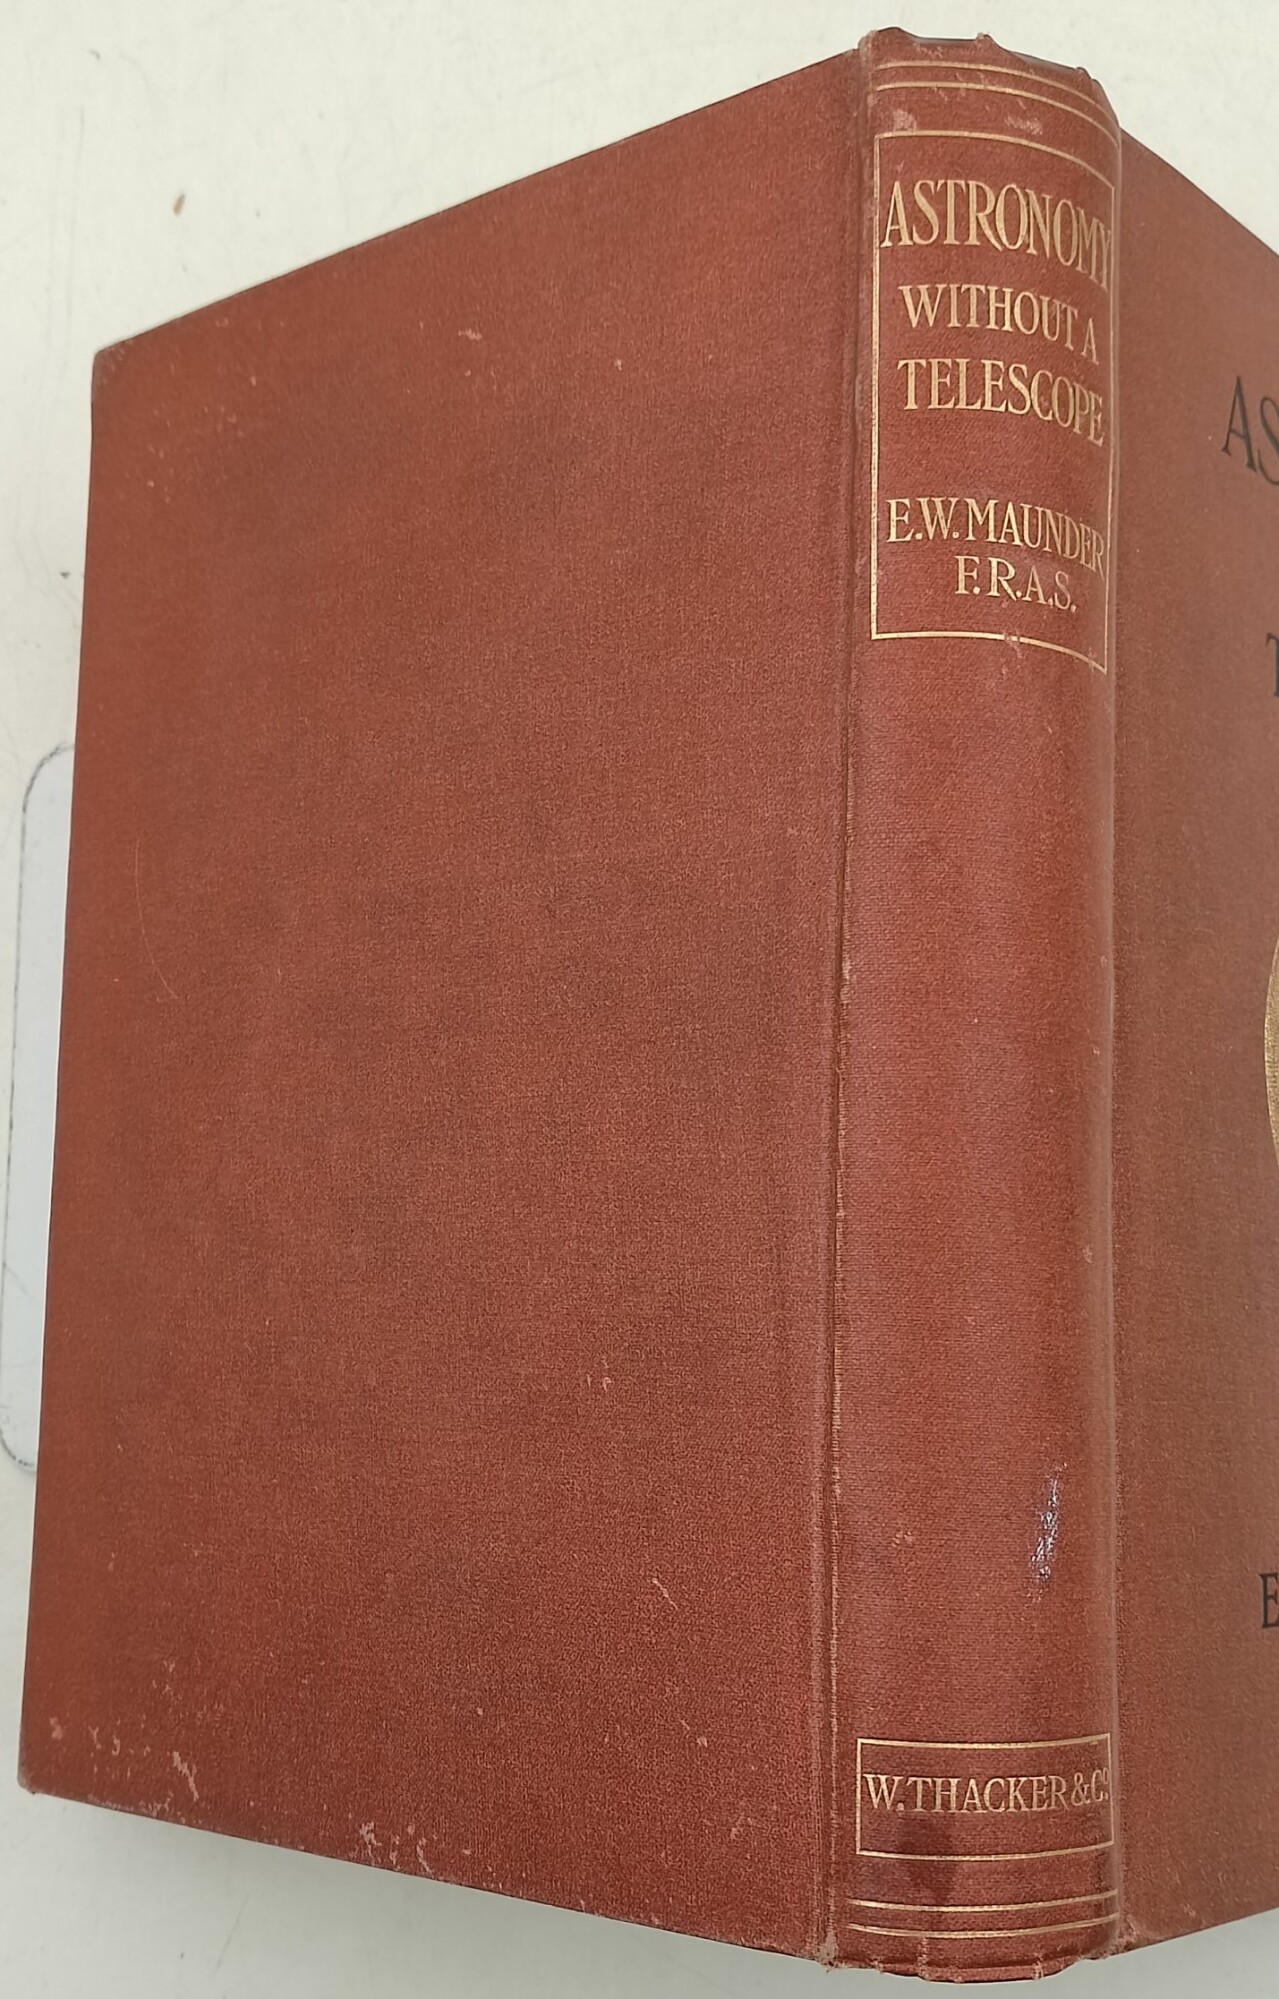 ASTRONOMY
WITHOUT A
TELESCOPE
E.W. MAUNDER
F.R.A.S.
W. THACKER & Cº